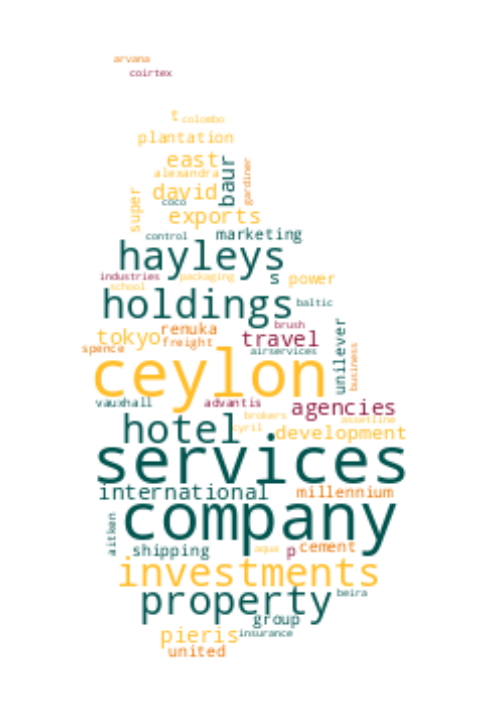 arvana
coirtex
t colombo
plantation
east
alexandra
baur
gardiner
david
coco
super
exports
control marketing
hayleys
industries packaging s power
school
holdings baltic
brush
tokyo renuka travel
freight
spence airservices
unilever
business
ceylon
vauxhall advantis agencies
brokers assetline
hotel .
cyril development
services
international millennium
company
aitken
shipping aqua p cement
investments
property beira
group
pieris insurance
united